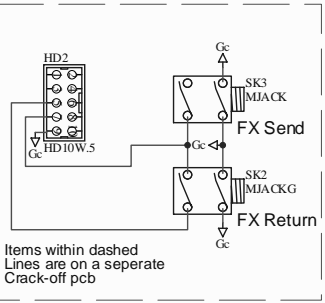 HD2
Gc
SK3
MJACK
FX Send
Gc
Gc
HD10W.5
SK2
MJACKG
FX Return
Gc
Items within dashed
Lines are on a seperate
Crack-off pcb